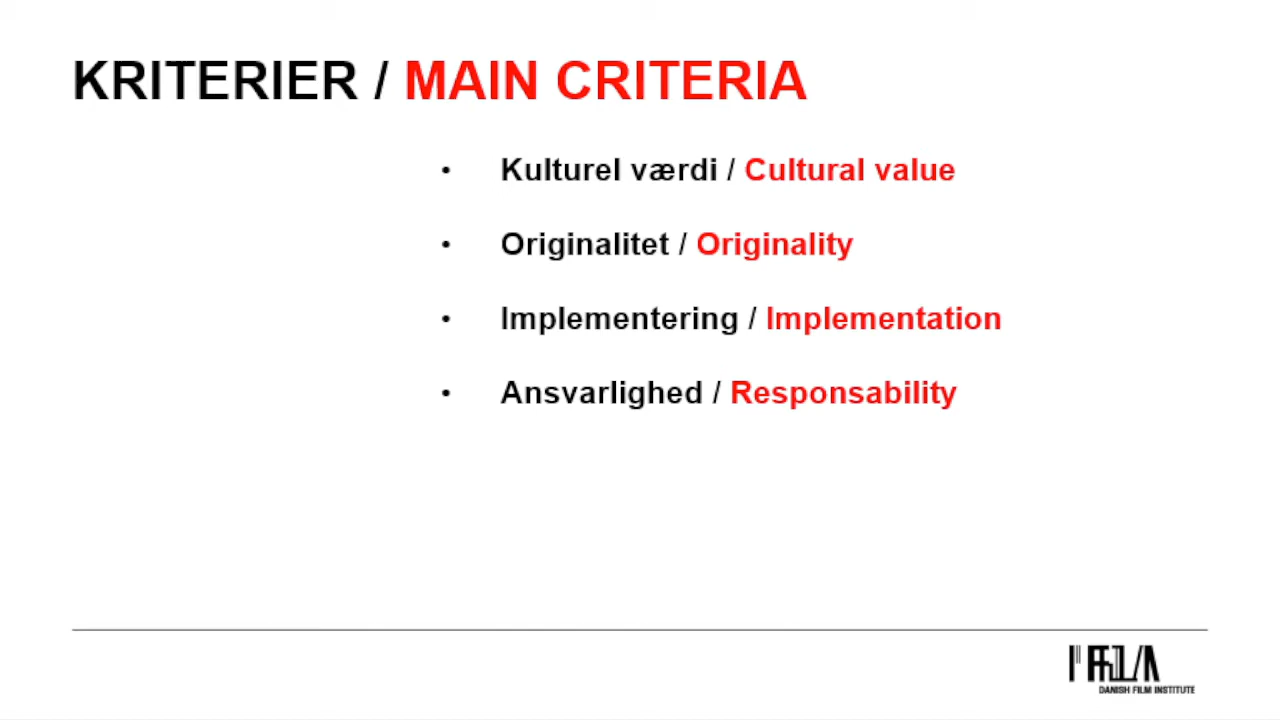 KRITERIER / MAIN CRITERIA
• Kulturel værdi / Cultural value
• Originalitet / Originality
• Implementering / Implementation
• Ansvarlighed / Responsability
DANISH FILM INSTITUTE